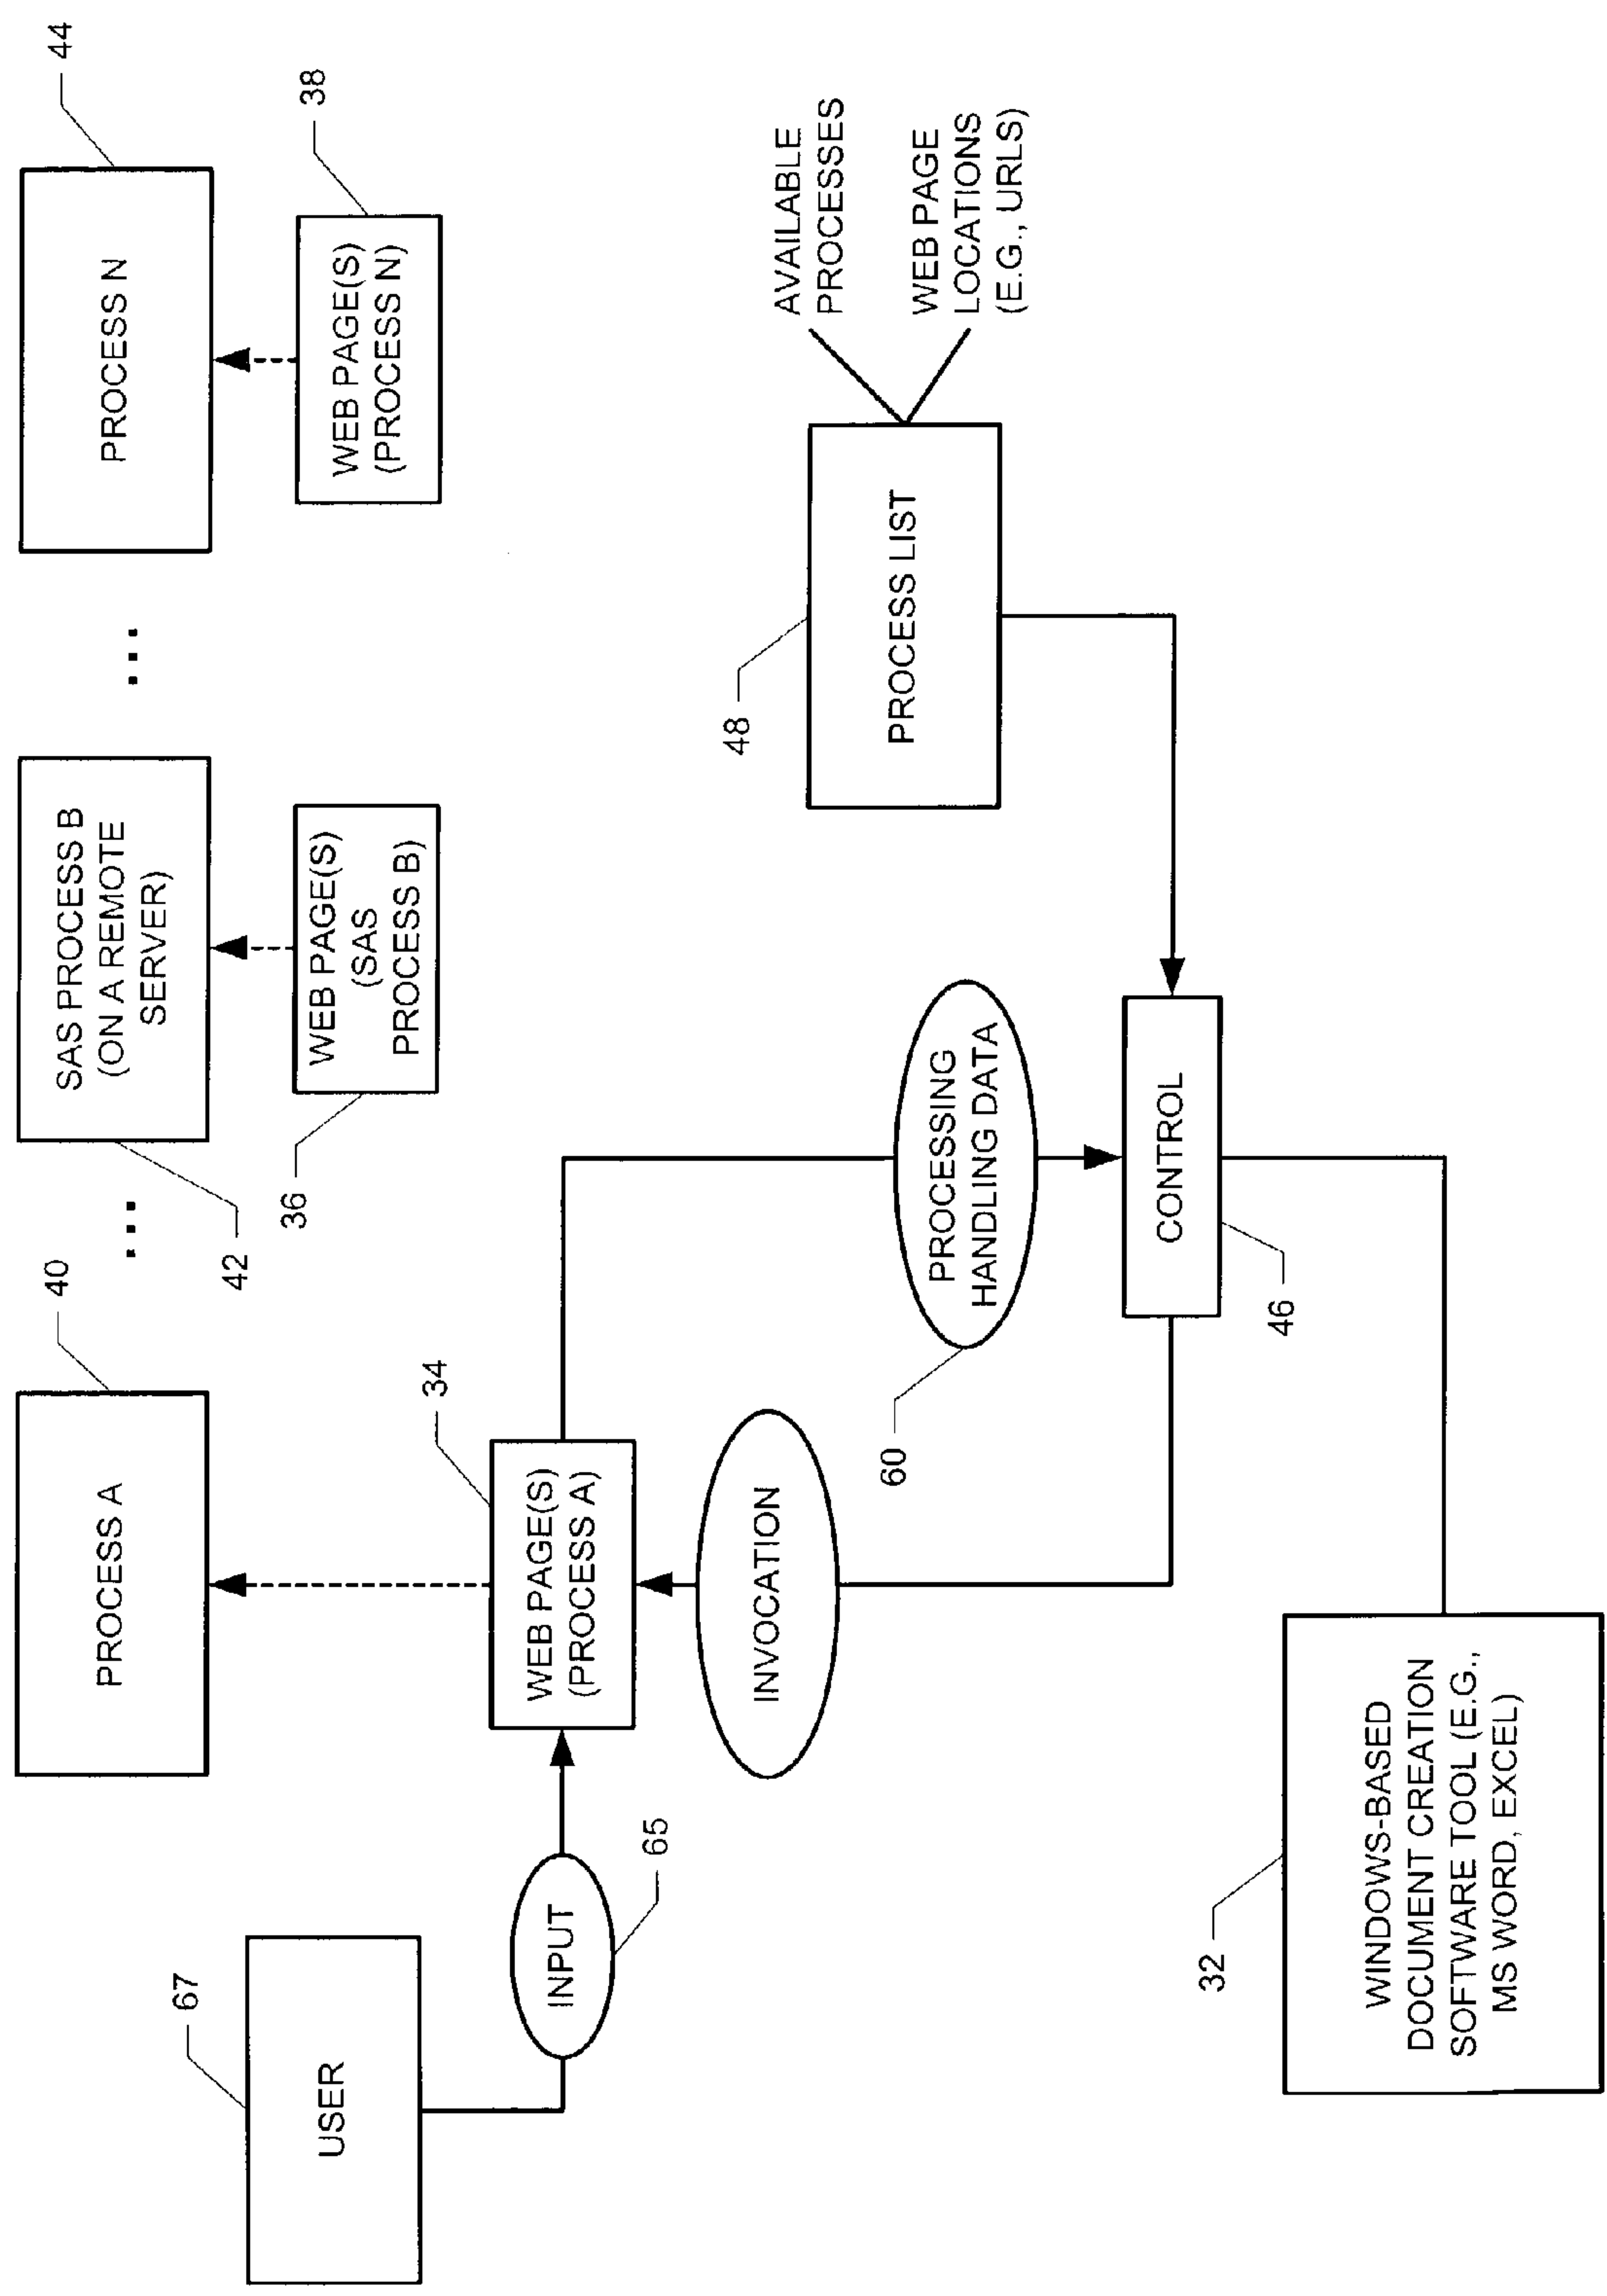 PROCESS A
40
...
SAS PROCESS B
(ON A REMOTE
SERVER)
42
...
PROCESS N
44
USER
67
INPUT
65
WEB PAGE(S)
(PROCESS A)
34
WEB PAGE(S)
(SAS
PROCESS B)
36
WEB PAGE(S)
(PROCESS N)
38
INVOCATION
PROCESSING
HANDLING DATA
60
PROCESS LIST
48
AVAILABLE
PROCESSES
WEB PAGE
LOCATIONS
(E.G., URLS)
CONTROL
46
WINDOWS-BASED
DOCUMENT CREATION
SOFTWARE TOOL (E.G.,
MS WORD, EXCEL)
32